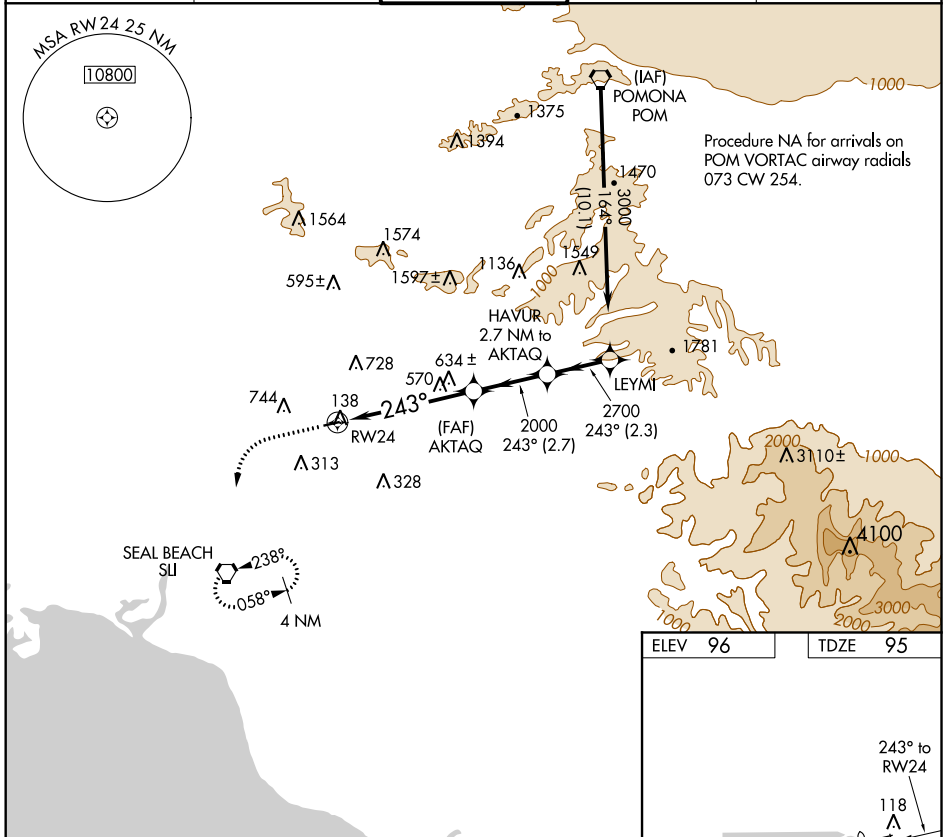 MSA RW24 25 NM
10800
(IAF)
POMONA
POM
1000
1375
1394
Procedure NA for arrivals on
POM VORTAC airway radials
073 CW 254.
1470
3000
164°
(10.1)
1564
1574
595±
1597±
1136
1549
1000
HAVUR
2.7 NM to
AKTAQ
1781
728
634±
570
LEYMI
744
138
243°
RW24
(FAF)
AKTAQ
2000
243° (2.7)
2700
243° (2.3)
313
328
2000
3110±
1000
4100
SEAL BEACH
SLI
238°
058°
4 NM
3000
2000
1000
ELEV 96
TDZE 95
243° to
RW24
118